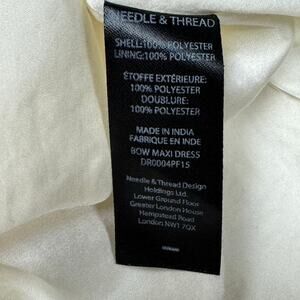 NEEDLE & THREAD
SHELL:100% POLYESTER
LINING:100% POLYESTER
ÉTOFFE EXTÉRIEURE:
100% POLYESTER
DOUBLURE:
100% POLYESTER
MADE IN INDIA
FABRIQUE EN INDE
BOW MAXI DRESS
DR0004PF15
Needle & Thread Design
Holdings Ltd.
Lower Ground Floor
Greater London House
Hampstead Road
London NW1 7QX